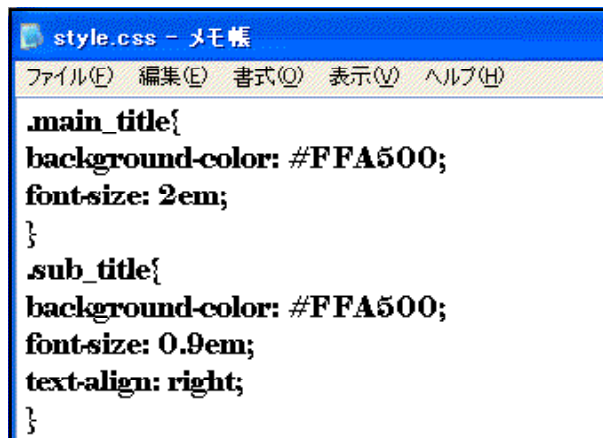 style.css - メモ帳
ファイル(F) 編集(E) 書式(O) 表示(V) ヘルプ(H)
.main_title{
background-color: #FFA500;
font-size: 2em;
}
.sub_title{
background-color: #FFA500;
font-size: 0.9em;
text-align: right;
}